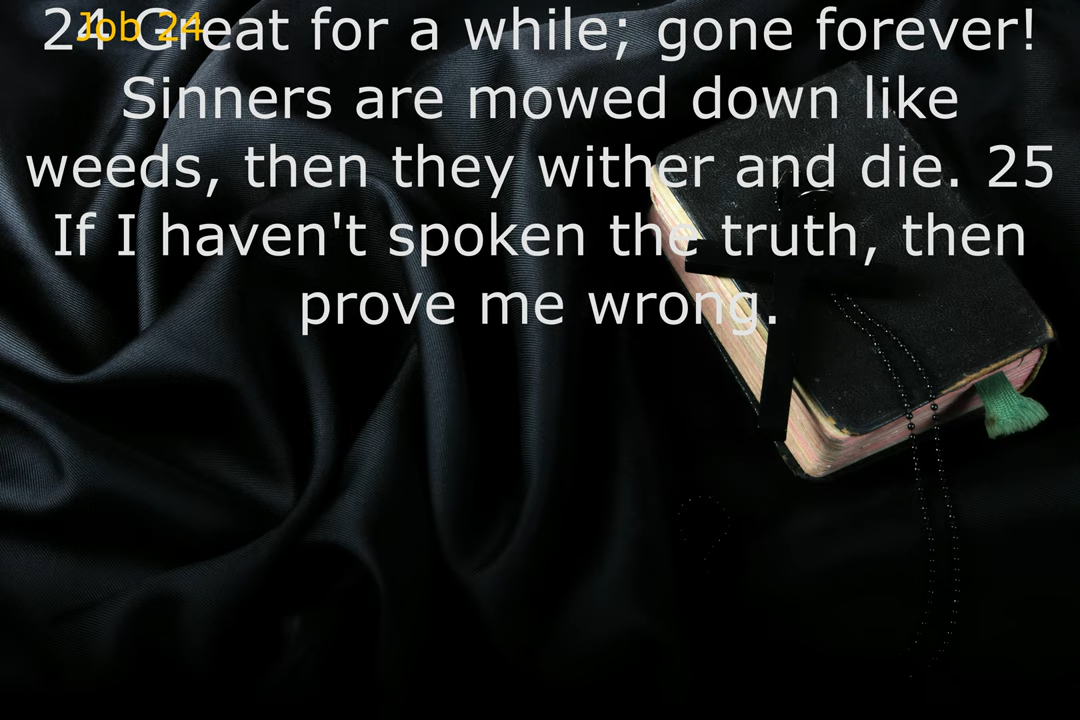 Job 24
24 Great for a while; gone forever!
Sinners are mowed down like
weeds, then they wither and die. 25
If I haven't spoken the truth, then
prove me wrong.